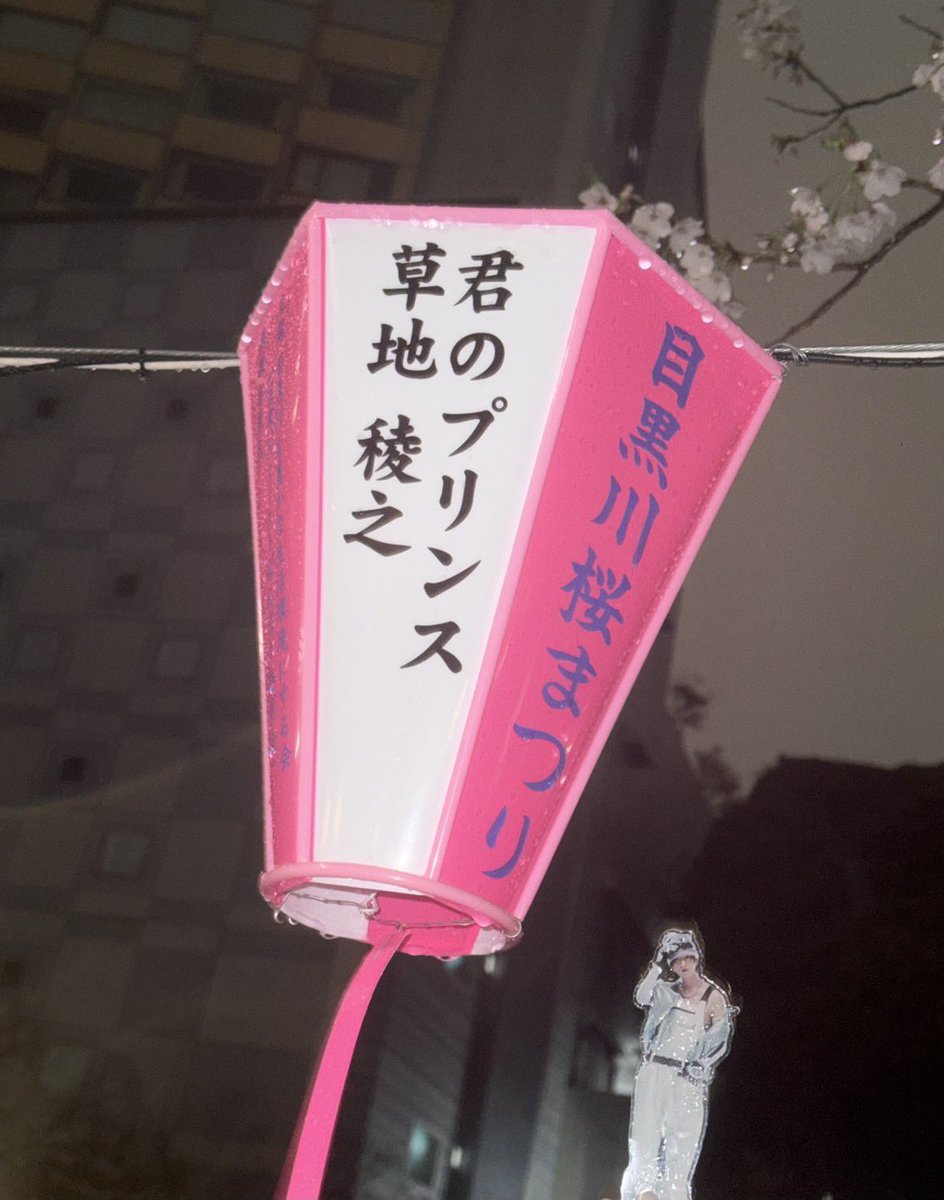 君のプリンス
草地 稜之
目黒川桜まつり